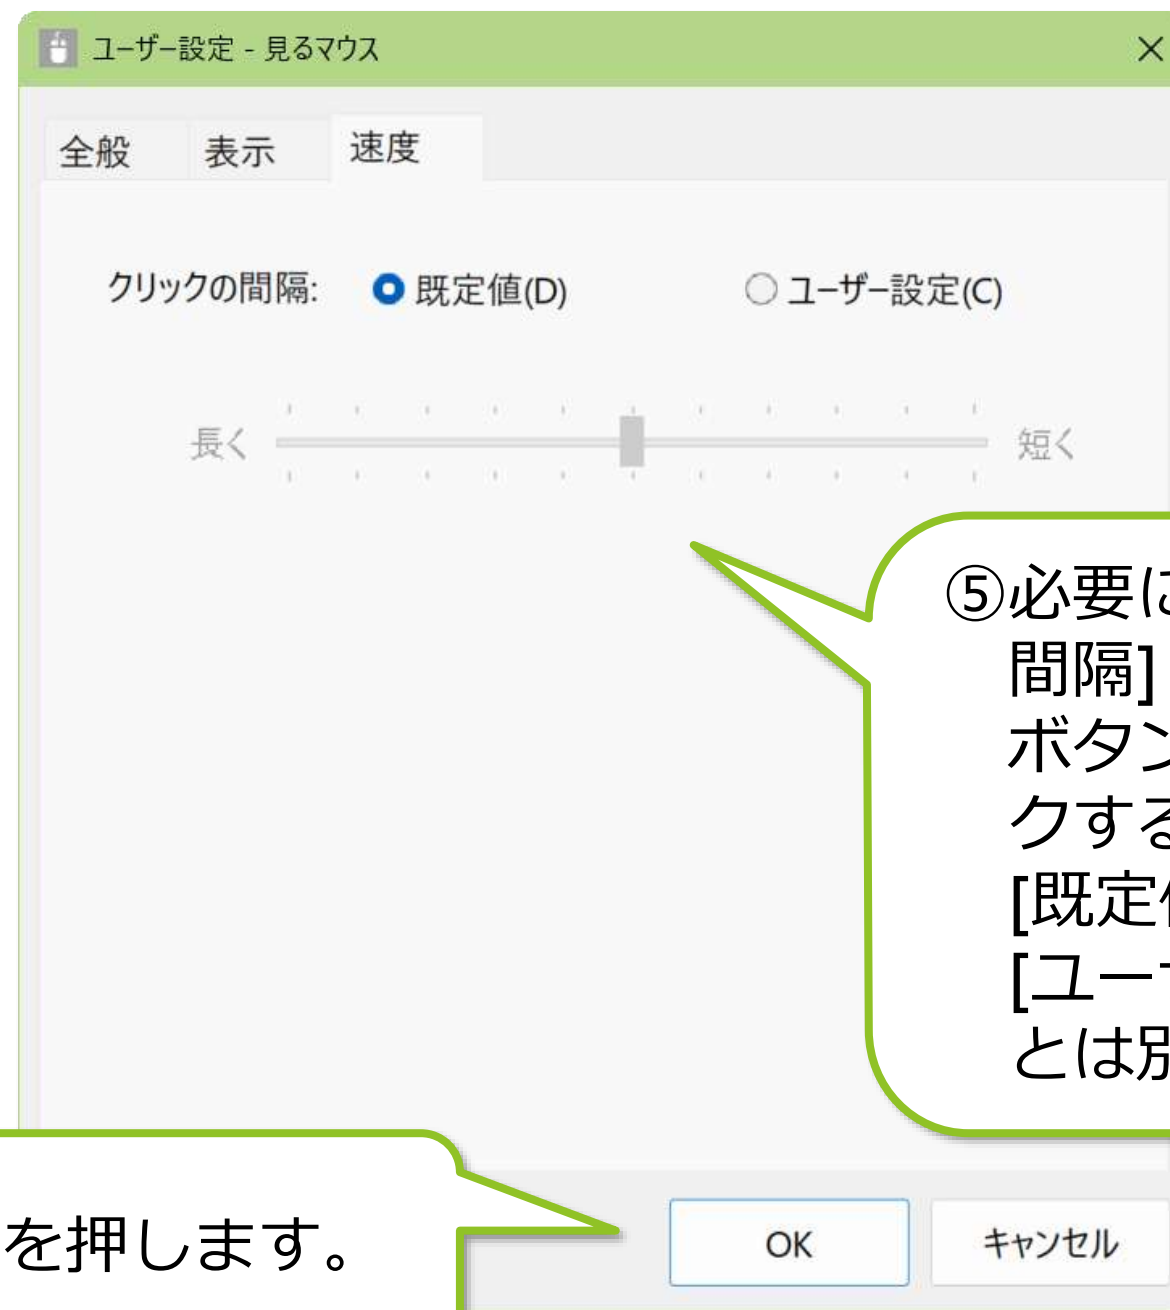 ユーザー設定 - 見るマウス
全般 表示 速度
クリックの間隔: 既定値(D) ユーザー設定(C)
長く 短く
⑤必要に
間隔]
ボタン
クする
[既定値
[ユーザ
とは別
を押します。
OK キャンセル